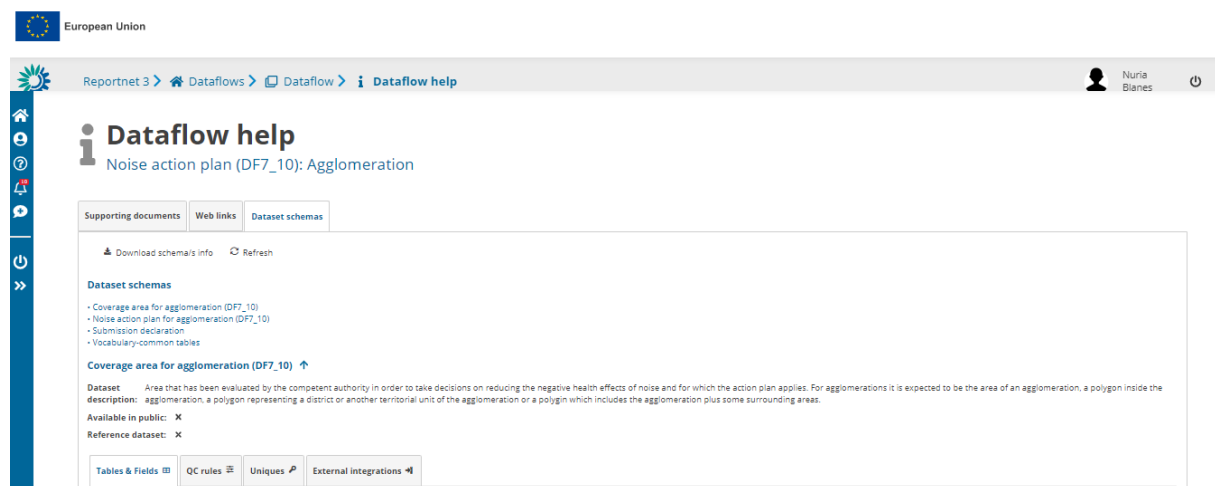 European Union
Reportnet 3 Dataflows Dataflow Dataflow help
Nuria
Blanes
Dataflow help
Noise action plan (DF7_10): Agglomeration
Supporting documents Web links Dataset schemas
Download schema/s info Refresh
Dataset schemas
- Coverage area for agglomeration (DF7_10)
- Noise action plan for agglomeration (DF7_10)
- Submission declaration
- Vocabulary-common tables
Coverage area for agglomeration (DF7_10)
Dataset Area that has been evaluated by the competent authority in order to take decisions on reducing the negative health effects of noise and for which the action plan applies. For agglomerations it is expected to be the area of an agglomeration, a polygon inside the
description: agglomeration, a polygon representing a district or another territorial unit of the agglomeration or a polygin which includes the agglomeration plus some surrounding areas.
Available in public:
Reference dataset:
Tables & Fields QC rules Uniques External integrations